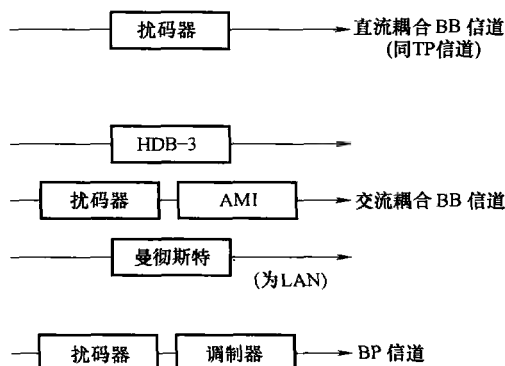 扰码器
直流耦合 BB 信道
(同TP信道)
HDB-3
扰码器
AMI
交流耦合 BB 信道
曼彻斯特
(为LAN)
扰码器
调制器
BP 信道